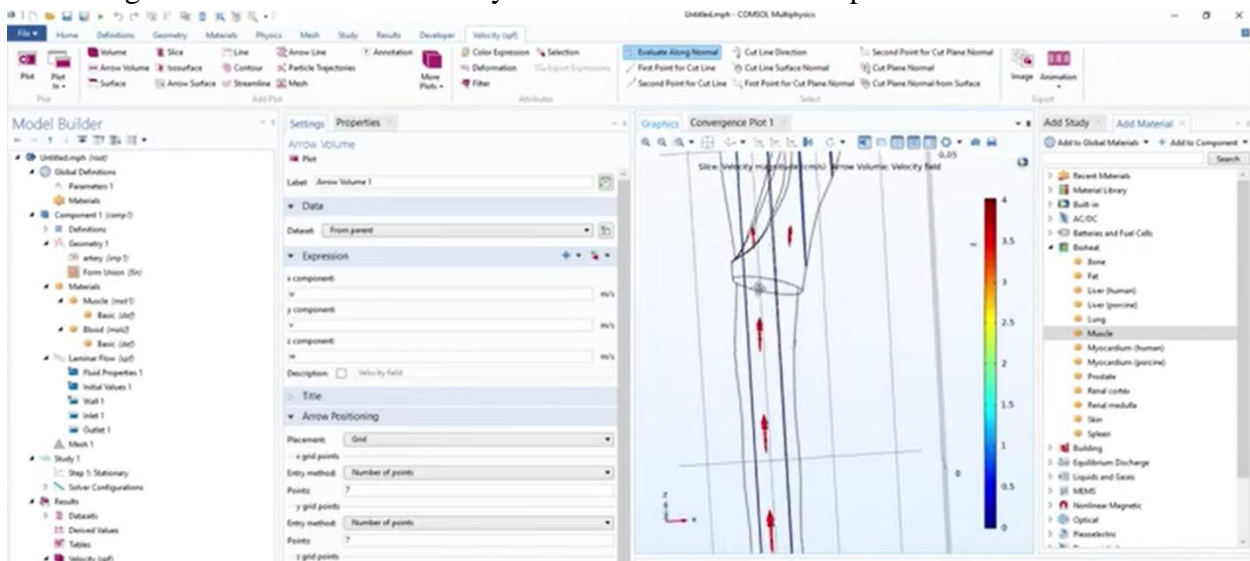 Untitled.mph - COMSOL Multiphysics
File Home Definitions Geometry Materials Physics Mesh Study Results Developer Velocity (spf)
Plot
Plot In
Volume Slice Line Arrow Line Annotation
Arrow Volume Isosurface Contour Particle Trajectories
Surface Arrow Surface Streamline Mesh
More Plots
Color Expression Selection
Deformation
Filter
Evaluate Along Normal Cut Line Direction Second Point for Cut Plane Normal
First Point for Cut Line Cut Line Surface Normal Cut Plane Normal
Second Point for Cut Line First Point for Cut Plane Normal Cut Plane Normal from Surface
Image Animation
Plot Add Plot Attributes Select Export
Model Builder
Untitled.mph (root)
Global Definitions
Parameters 1
Materials
Component 1 (comp 1)
Definitions
Geometry 1
artery (imp 1)
Form Union (fin)
Materials
Muscle (mat1)
Basic (def)
Blood (mat2)
Basic (def)
Laminar Flow (spf)
Fluid Properties 1
Initial Values 1
Wall 1
Inlet 1
Outlet 1
Mesh 1
Study 1
Step 1: Stationary
Solver Configurations
Results
Datasets
Derived Values
Tables
Velocity (spf)
Settings Properties
Arrow Volume
Plot
Label: Arrow Volume 1
Data
Dataset: From parent
Expression
x component:
u m/s
y component:
v m/s
z component:
w m/s
Description: Velocity field
Title
Arrow Positioning
Placement: Grid
x grid points
Entry method: Number of points
Points: 7
y grid points
Entry method: Number of points
Points: 7
z grid points
Graphics Convergence Plot 1
Slice: Velocity magnitude (cm/s) Arrow Volume: Velocity field
0.05
0
4
3.5
3
2.5
2
1.5
1
0.5
0
z
x
Add Study Add Material
Add to Global Materials Add to Component
Search
Recent Materials
Material Library
Built-in
AC/DC
Batteries and Fuel Cells
Bioheat
Bone
Fat
Liver (human)
Liver (porcine)
Lung
Muscle
Myocardium (human)
Myocardium (porcine)
Prostate
Renal cortex
Renal medulla
Skin
Spleen
Building
Equilibrium Discharge
Liquids and Gases
MEMS
Nonlinear Magnetic
Optical
Piezoelectric